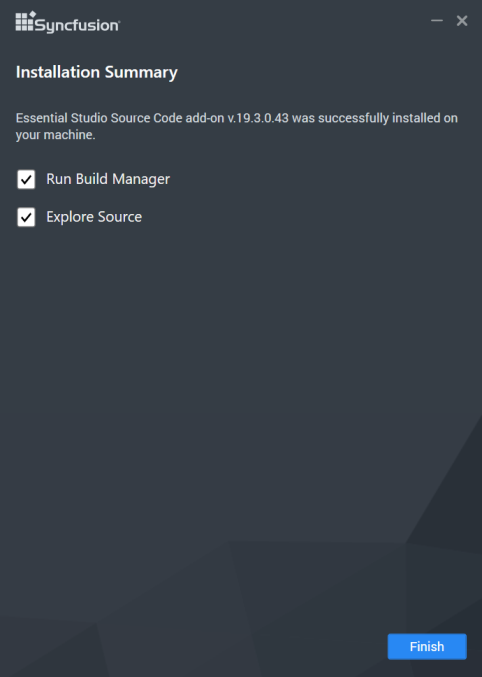 Syncfusion
Installation Summary
Essential Studio Source Code add-on v.19.3.0.43 was successfully installed on
your machine.
Run Build Manager
Explore Source
Finish